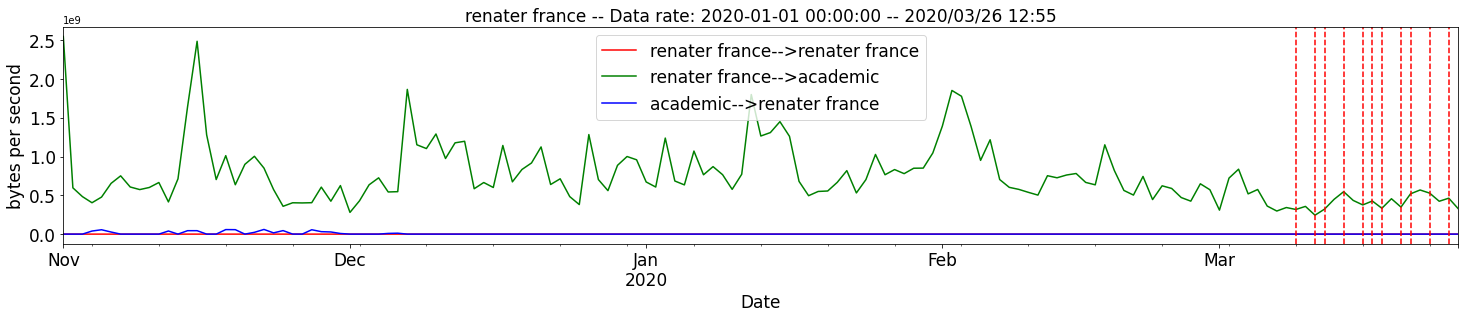 renater france -- Data rate: 2020-01-01 00:00:00 -- 2020/03/26 12:55
1e9
bytes per second
2.5
2.0
1.5
1.0
0.5
0.0
renater france-->renater france
renater france-->academic
academic-->renater france
Nov
Dec
Jan
2020
Feb
Mar
Date